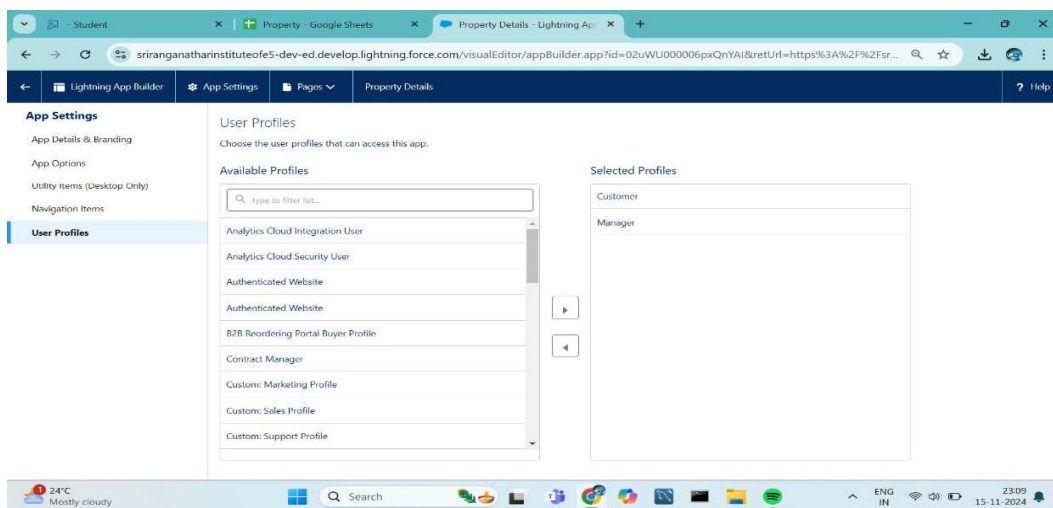 - Student
Property - Google Sheets
Property Details - Lightning Ap
sriranganatharinstituteofe5-dev-ed.develop.lightning.force.com/visualEditor/appBuilder.app?id=02uWU000006pxQnYAI&retUrl=https%3A%2F%2Fsr...
Lightning App Builder
App Settings
Pages
Property Details
? Help
App Settings
App Details & Branding
App Options
Utility Items (Desktop Only)
Navigation Items
User Profiles
User Profiles
Choose the user profiles that can access this app.
Available Profiles
Type to filter list...
Analytics Cloud Integration User
Analytics Cloud Security User
Authenticated Website
Authenticated Website
B2B Reordering Portal Buyer Profile
Contract Manager
Custom: Marketing Profile
Custom: Sales Profile
Custom: Support Profile
Selected Profiles
Customer
Manager
1
24°C
Mostly cloudy
Search
ENG
IN
23:09
15-11-2024